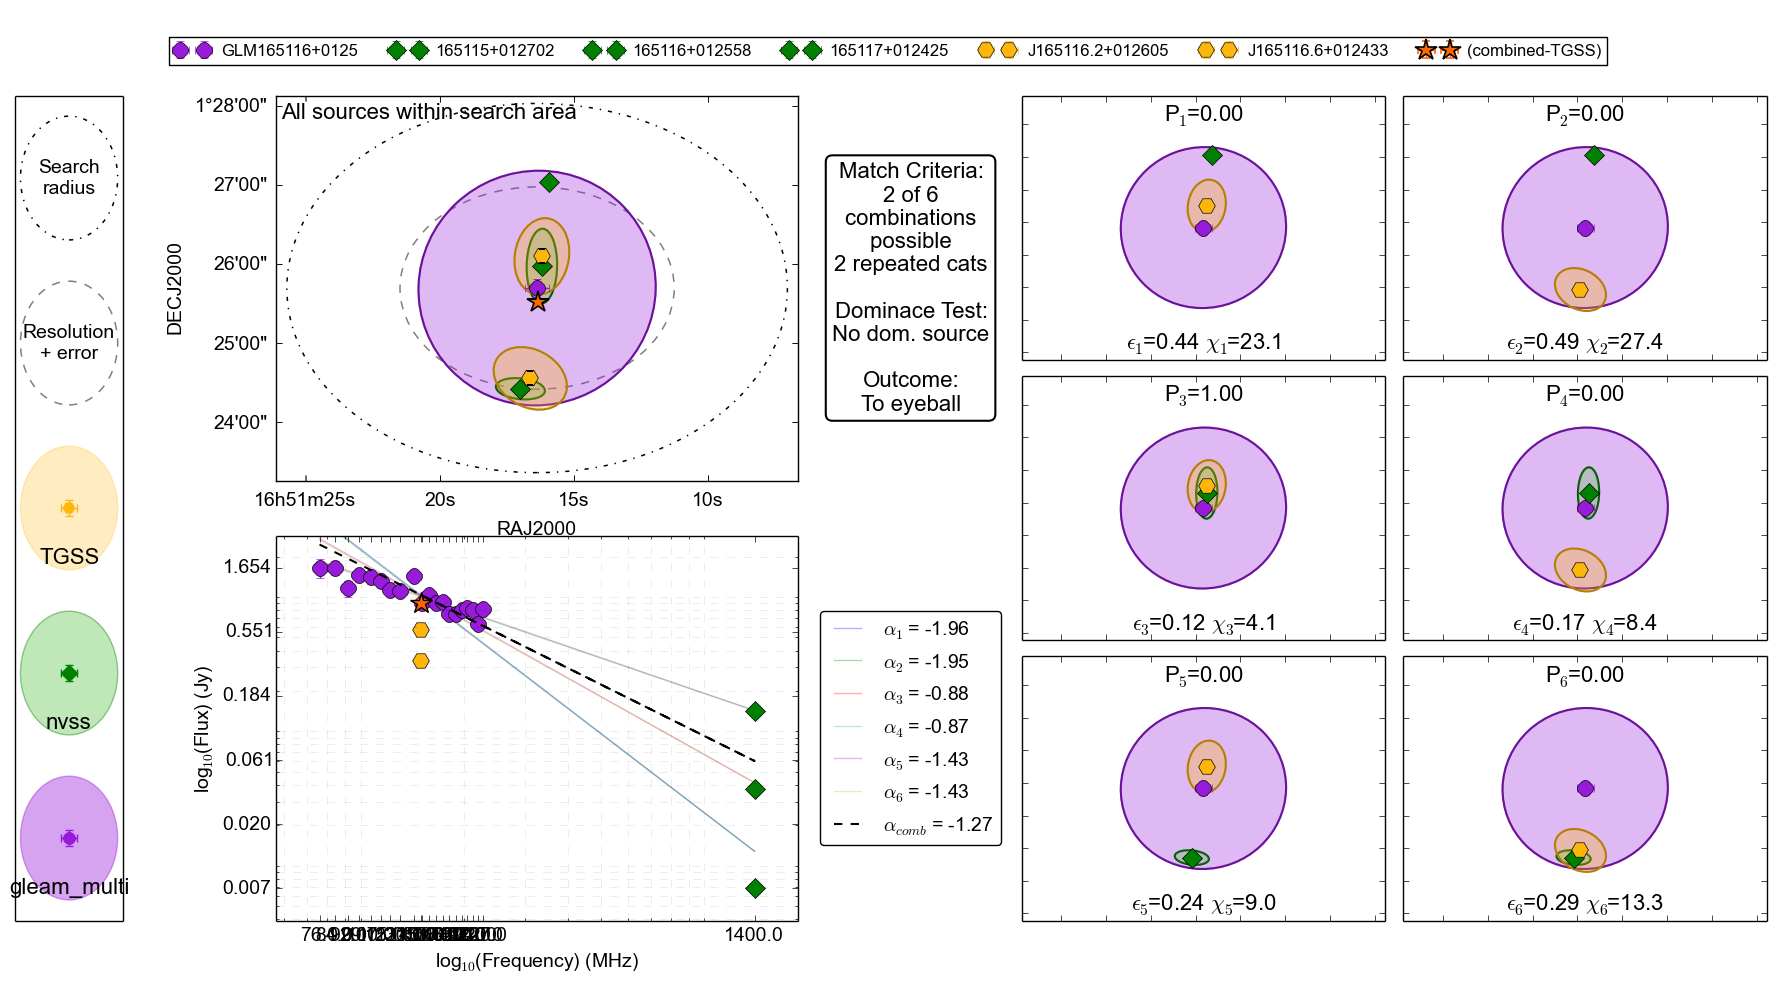 GLM165116+0125 165115+012702 165116+012558 165117+012425 J165116.2+012605 J165116.6+012433 (combined-TGSS)
Search
radius
Resolution
+ error
TGSS
nvss
gleam_multi
All sources within search area
1°28'00"
27'00"
26'00"
25'00"
24'00"
DECJ2000
16h51m25s 20s 15s 10s
RAJ2000
Match Criteria:
2 of 6
combinations
possible
2 repeated cats
Dominace Test:
No dom. source
Outcome:
To eyeball
1.654
0.551
0.184
0.061
0.020
0.007
log10(Flux) (Jy)
1400.0
log10(Frequency) (MHz)
α1 = -1.96
α2 = -1.95
α3 = -0.88
α4 = -0.87
α5 = -1.43
α6 = -1.43
αcomb = -1.27
P1=0.00
ϵ1=0.44 χ1=23.1
P2=0.00
ϵ2=0.49 χ2=27.4
P3=1.00
ϵ3=0.12 χ3=4.1
P4=0.00
ϵ4=0.17 χ4=8.4
P5=0.00
ϵ5=0.24 χ5=9.0
P6=0.00
ϵ6=0.29 χ6=13.3